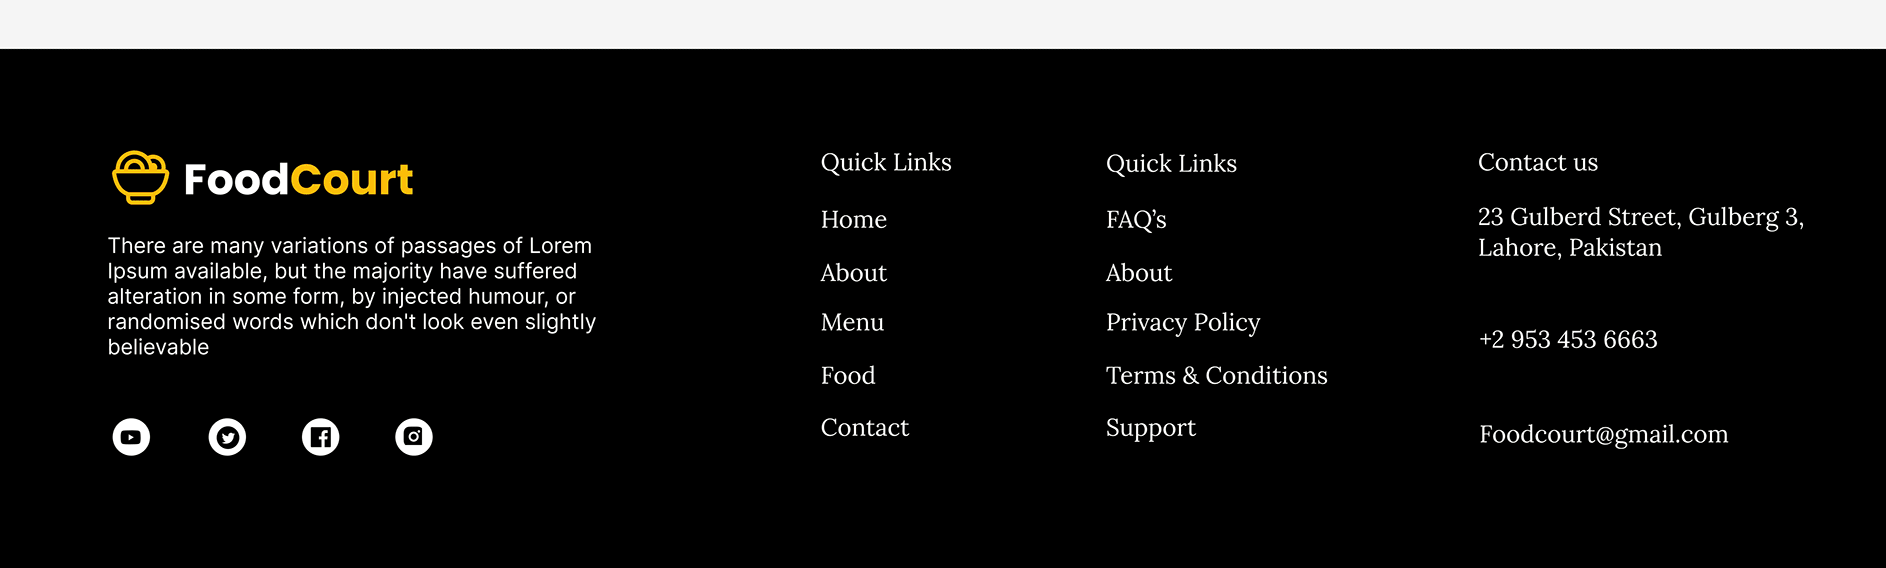 FoodCourt
There are many variations of passages of Lorem
Ipsum available, but the majority have suffered
alteration in some form, by injected humour, or
randomised words which don't look even slightly
believable
Quick Links
Home
About
Menu
Food
Contact
Quick Links
FAQ’s
About
Privacy Policy
Terms & Conditions
Support
Contact us
23 Gulberd Street, Gulberg 3,
Lahore, Pakistan
+2 953 453 6663
Foodcourt@gmail.com